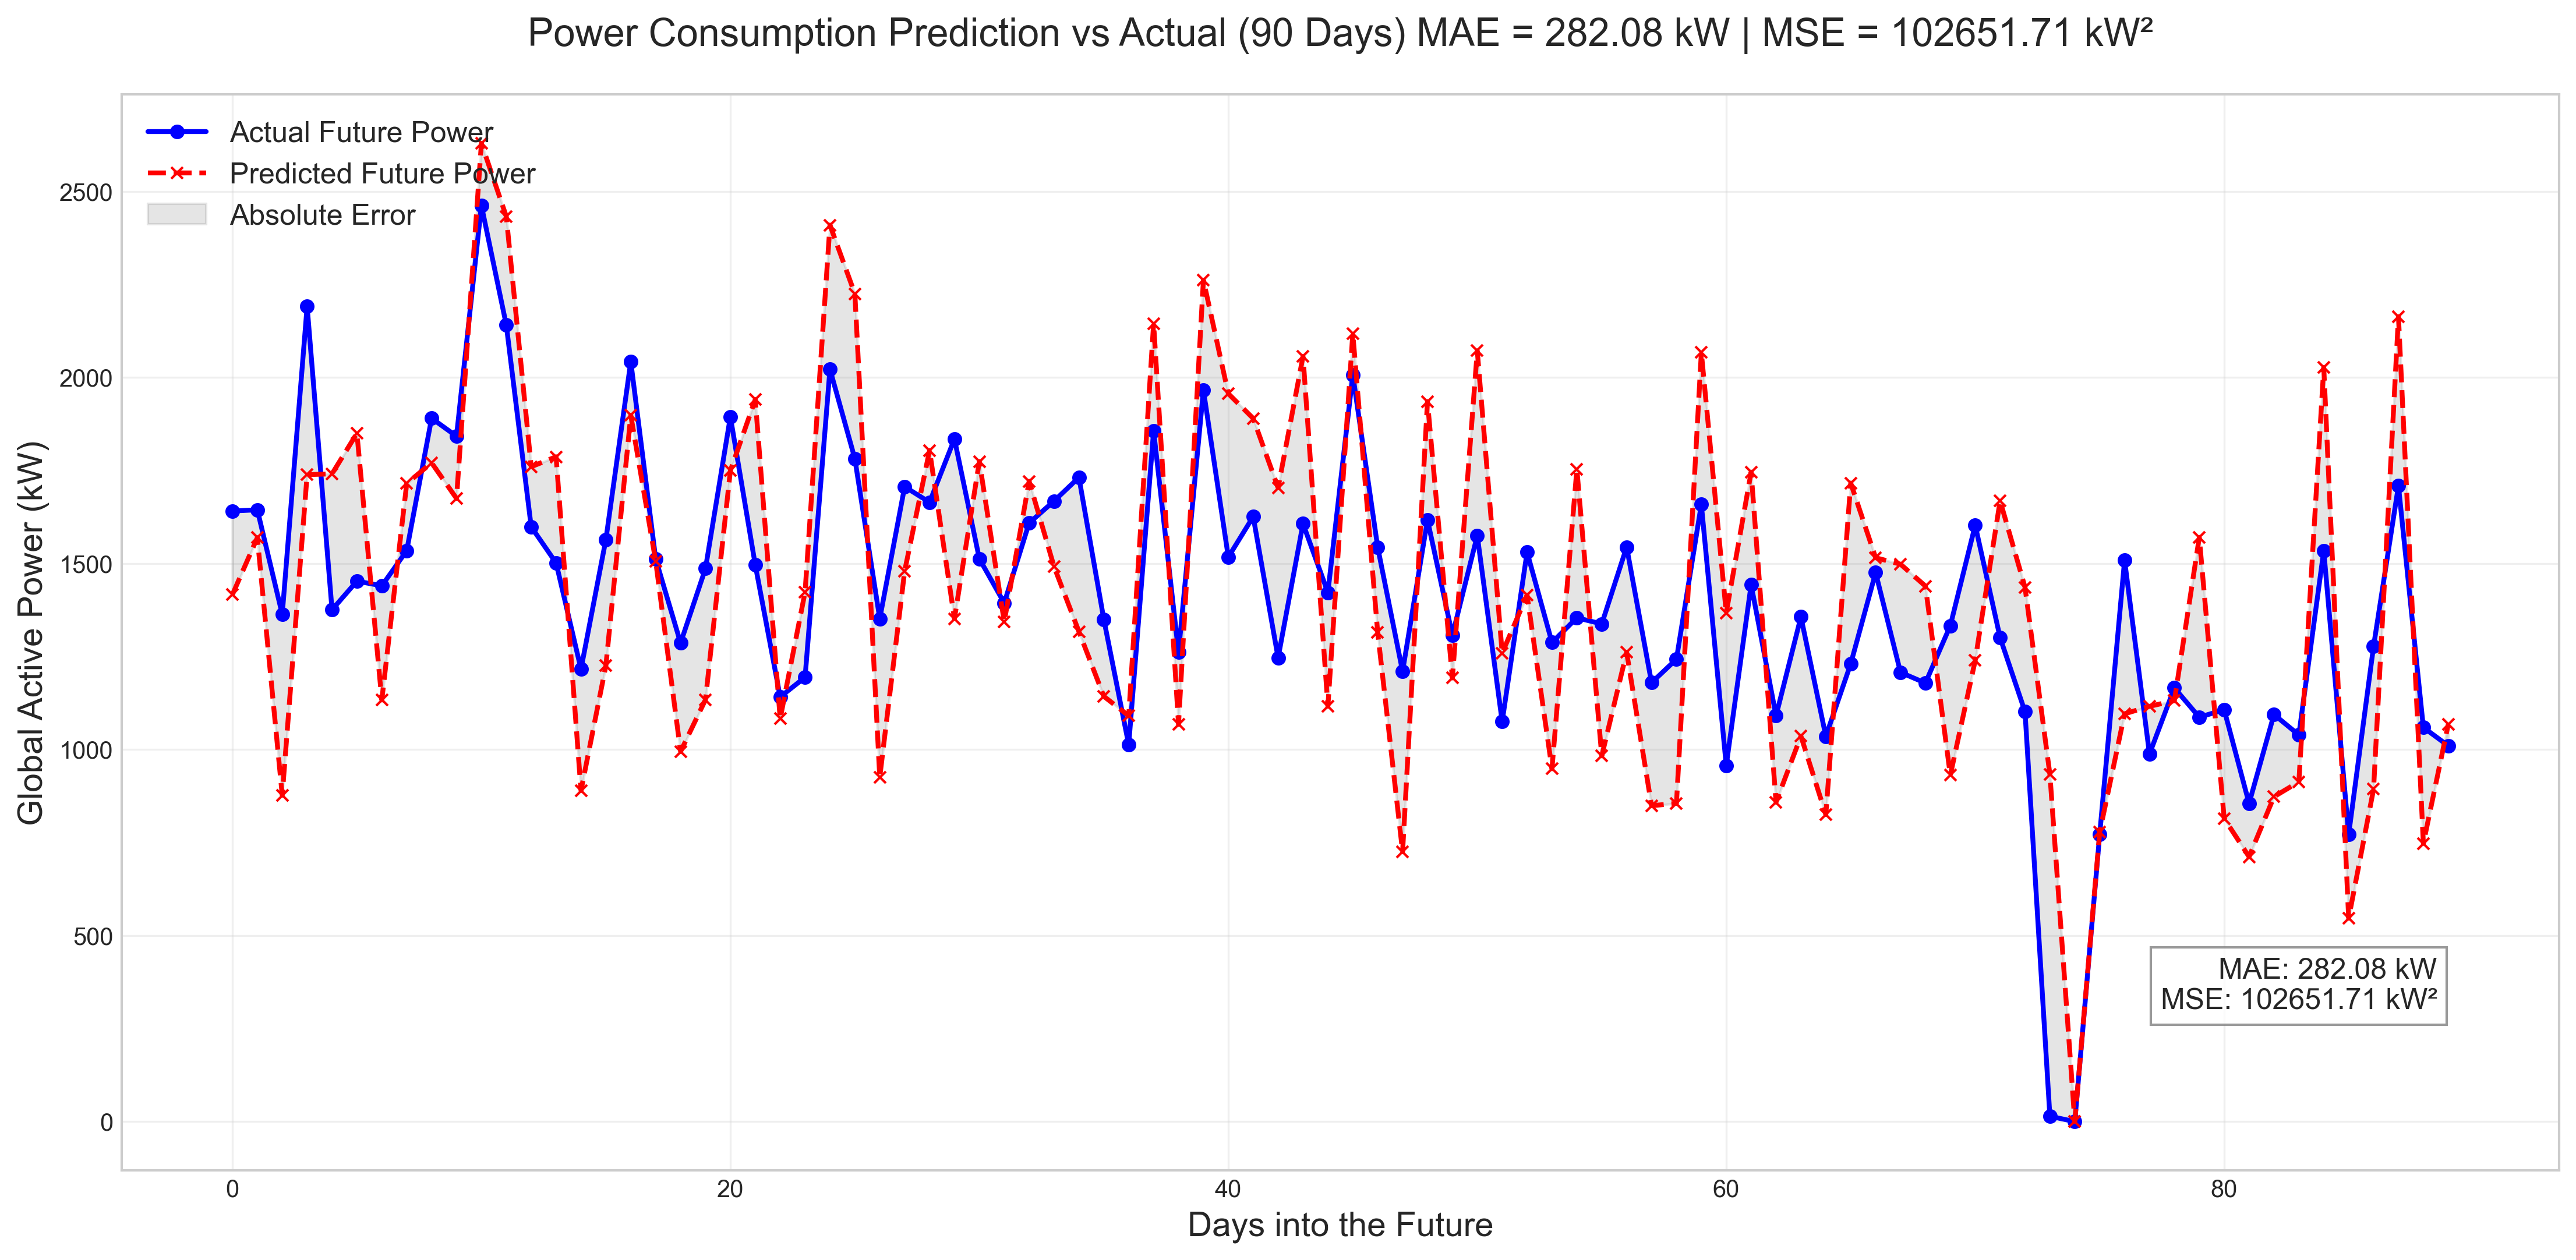 Power Consumption Prediction vs Actual (90 Days) MAE = 282.08 kW | MSE = 102651.71 kW²
Actual Future Power
Predicted Future Power
Absolute Error
Global Active Power (kW)
2500
2000
1500
1000
500
0
MAE: 282.08 kW
MSE: 102651.71 kW²
0
20
40
60
80
Days into the Future